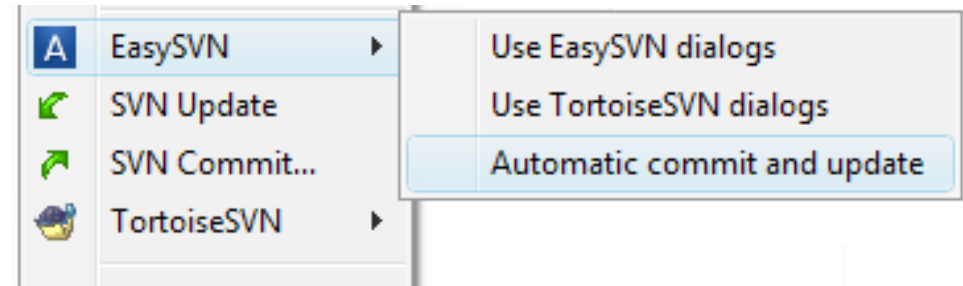 A EasySVN
SVN Update
SVN Commit...
TortoiseSVN
Use EasySVN dialogs
Use TortoiseSVN dialogs
Automatic commit and update